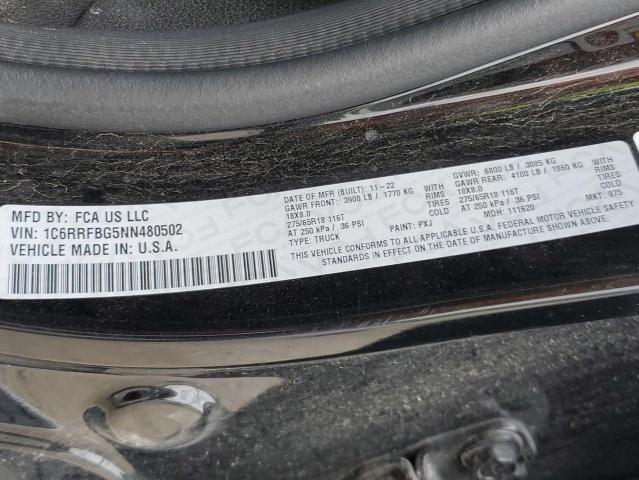 MFD BY: FCA US LLC
VIN: 1C6RRFBG5NN480502
VEHICLE MADE IN U.S.A.
DATE OF MFR (BUILT): 11-22 GVWR: 6800 LB / 3085 KG
GAWR FRONT: 3900 LB / 1770 KG GAWR REAR: 4100 LB / 1860 KG
18X8.0 RIMS 18X8.0 RIMS
275/65R18 116T TIRES 275/65R18 116T TIRES
AT 250 kPa / 36 PSI COLD AT 250 kPa / 36 PSI COLD
TYPE: TRUCK PAINT: PXJ MDH: 111520 MKT: 975
THIS VEHICLE CONFORMS TO ALL APPLICABLE U.S.A. FEDERAL MOTOR VEHICLE SAFETY
STANDARDS IN EFFECT ON THE DATE OF MANUFACTURE SHOWN ABOVE.